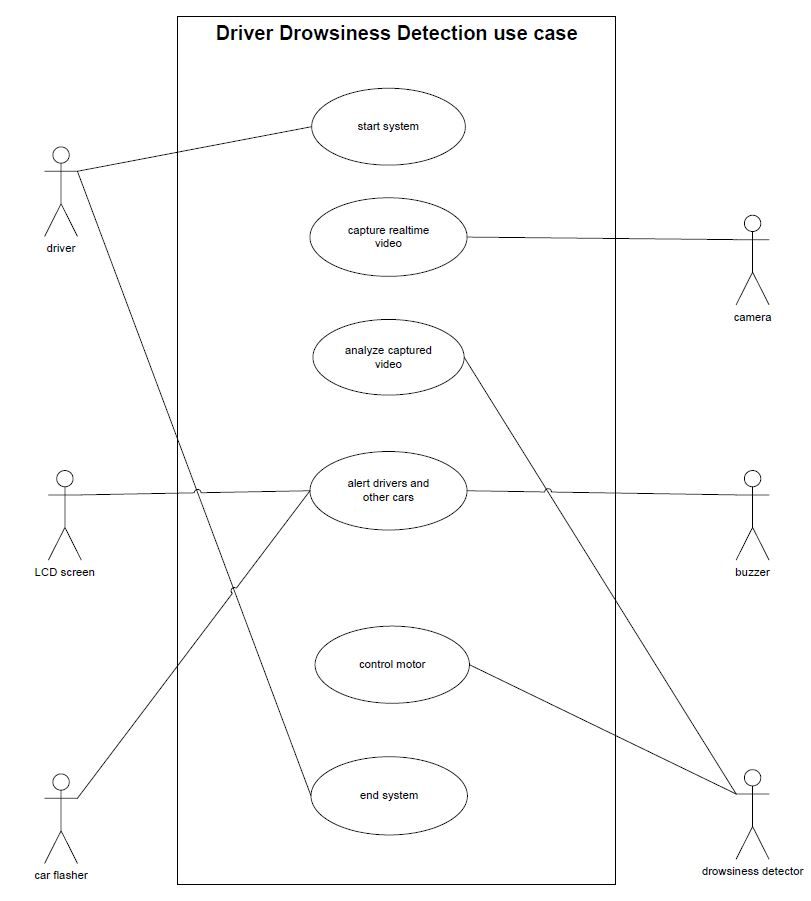 Driver Drowsiness Detection use case
start system
driver
capture realtime
video
camera
analyze captured
video
alert drivers and
other cars
LCD screen
buzzer
control motor
end system
car flasher
drowsiness detector